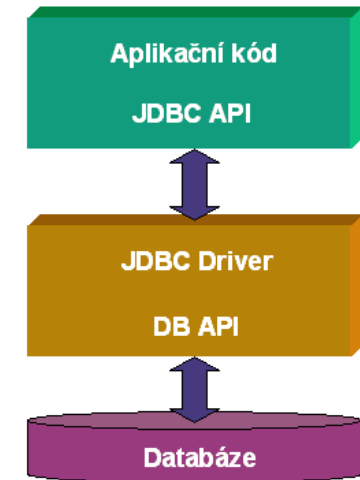 Aplikační kód
JDBC API
JDBC Driver
DB API
Databáze